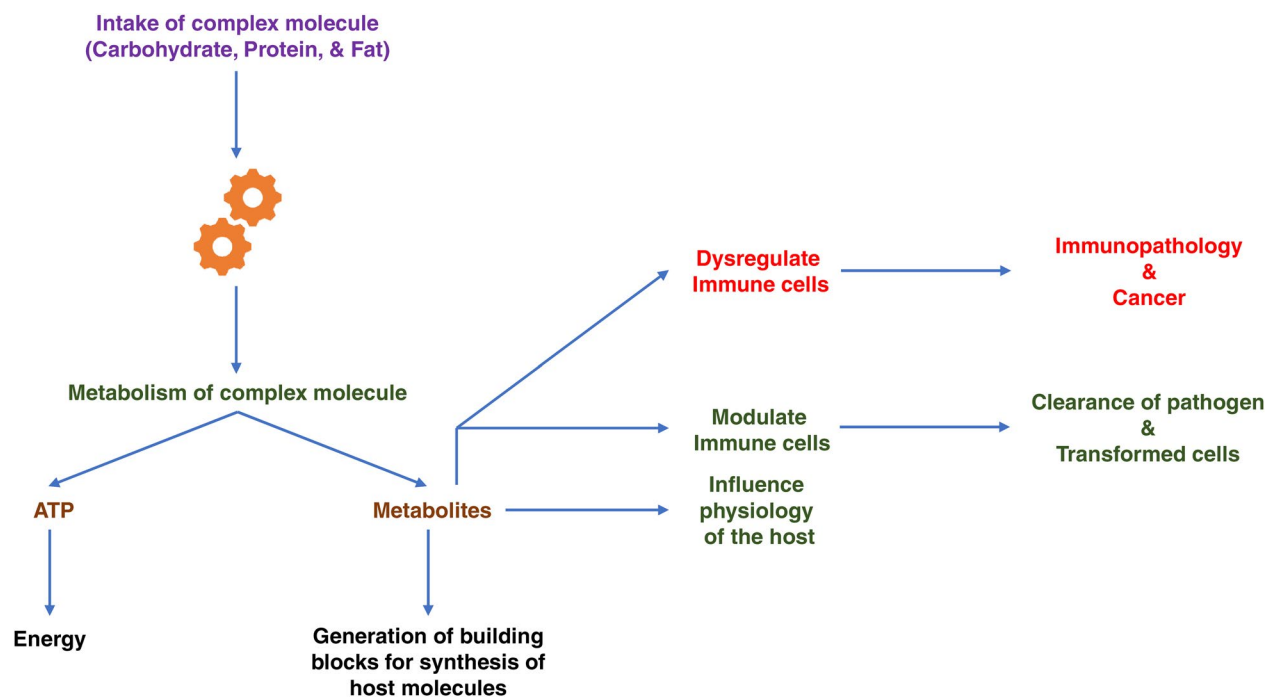 Intake of complex molecule
(Carbohydrate, Protein, & Fat)
Metabolism of complex molecule
ATP
Metabolites
Energy
Generation of building
blocks for synthesis of
host molecules
Dysregulate
Immune cells
Immunopathology
&
Cancer
Modulate
Immune cells
Clearance of pathogen
&
Transformed cells
Influence
physiology
of the host